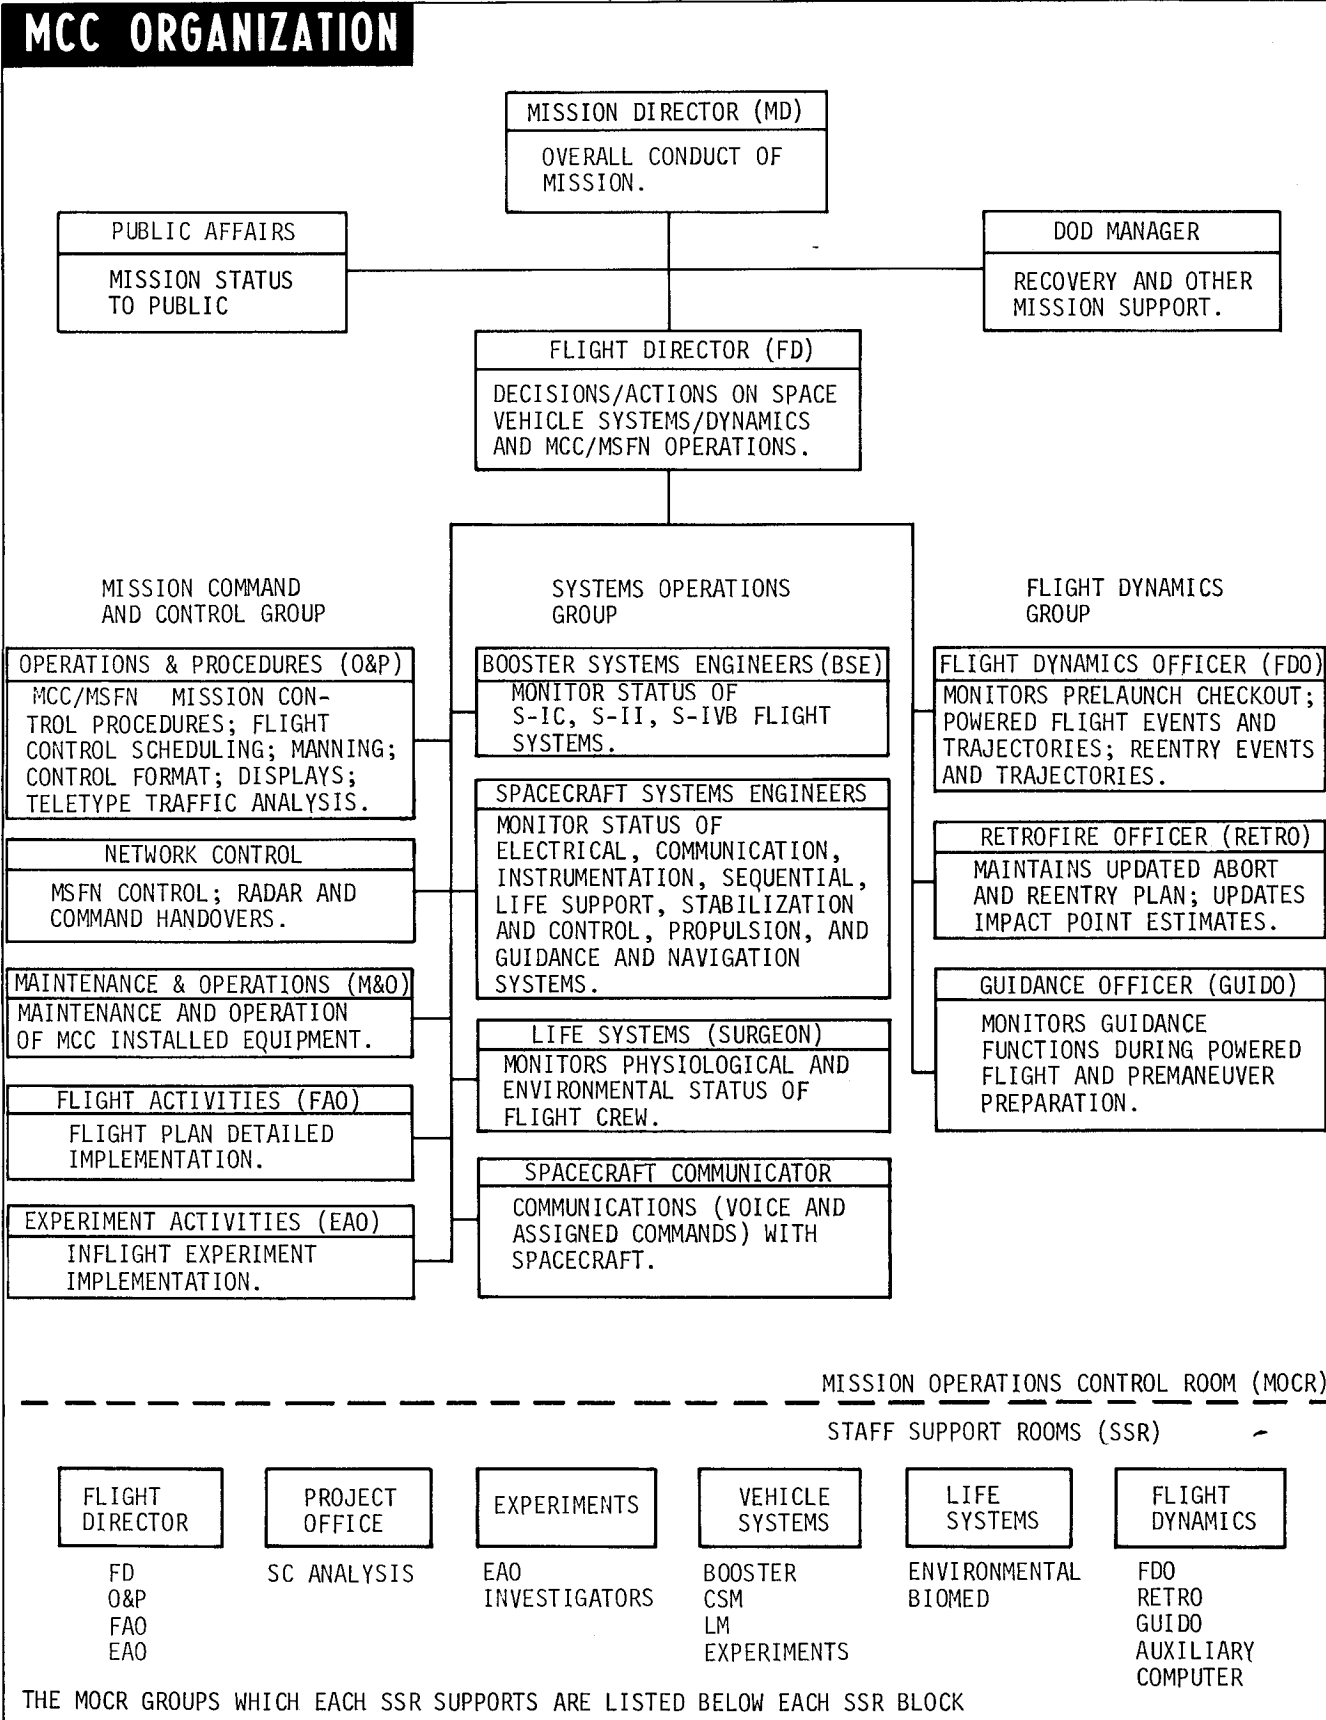 MCC ORGANIZATION
MISSION DIRECTOR (MD)
OVERALL CONDUCT OF
MISSION.
PUBLIC AFFAIRS
MISSION STATUS
TO PUBLIC
DOD MANAGER
RECOVERY AND OTHER
MISSION SUPPORT.
FLIGHT DIRECTOR (FD)
DECISIONS/ACTIONS ON SPACE
VEHICLE SYSTEMS/DYNAMICS
AND MCC/MSFN OPERATIONS.
MISSION COMMAND
AND CONTROL GROUP
OPERATIONS & PROCEDURES (O&P)
MCC/MSFN MISSION CON-
TROL PROCEDURES; FLIGHT
CONTROL SCHEDULING; MANNING;
CONTROL FORMAT; DISPLAYS;
TELETYPE TRAFFIC ANALYSIS.
NETWORK CONTROL
MSFN CONTROL; RADAR AND
COMMAND HANDOVERS.
MAINTENANCE & OPERATIONS (M&O)
MAINTENANCE AND OPERATION
OF MCC INSTALLED EQUIPMENT.
FLIGHT ACTIVITIES (FAO)
FLIGHT PLAN DETAILED
IMPLEMENTATION.
EXPERIMENT ACTIVITIES (EAO)
INFLIGHT EXPERIMENT
IMPLEMENTATION.
SYSTEMS OPERATIONS
GROUP
BOOSTER SYSTEMS ENGINEERS (BSE)
MONITOR STATUS OF
S-IC, S-II, S-IVB FLIGHT
SYSTEMS.
SPACECRAFT SYSTEMS ENGINEERS
MONITOR STATUS OF
ELECTRICAL, COMMUNICATION,
INSTRUMENTATION, SEQUENTIAL,
LIFE SUPPORT, STABILIZATION
AND CONTROL, PROPULSION, AND
GUIDANCE AND NAVIGATION
SYSTEMS.
LIFE SYSTEMS (SURGEON)
MONITORS PHYSIOLOGICAL AND
ENVIRONMENTAL STATUS OF
FLIGHT CREW.
SPACECRAFT COMMUNICATOR
COMMUNICATIONS (VOICE AND
ASSIGNED COMMANDS) WITH
SPACECRAFT.
FLIGHT DYNAMICS
GROUP
FLIGHT DYNAMICS OFFICER (FDO)
MONITORS PRELAUNCH CHECKOUT;
POWERED FLIGHT EVENTS AND
TRAJECTORIES; REENTRY EVENTS
AND TRAJECTORIES.
RETROFIRE OFFICER (RETRO)
MAINTAINS UPDATED ABORT
AND REENTRY PLAN; UPDATES
IMPACT POINT ESTIMATES.
GUIDANCE OFFICER (GUIDO)
MONITORS GUIDANCE
FUNCTIONS DURING POWERED
FLIGHT AND PREMANEUVER
PREPARATION.
MISSION OPERATIONS CONTROL ROOM (MOCR)
STAFF SUPPORT ROOMS (SSR)
FLIGHT
DIRECTOR
FD
O&P
FAO
EAO
PROJECT
OFFICE
SC ANALYSIS
EXPERIMENTS
EAO
INVESTIGATORS
VEHICLE
SYSTEMS
BOOSTER
CSM
LM
EXPERIMENTS
LIFE
SYSTEMS
ENVIRONMENTAL
BIOMED
FLIGHT
DYNAMICS
FDO
RETRO
GUIDO
AUXILIARY
COMPUTER
THE MOCR GROUPS WHICH EACH SSR SUPPORTS ARE LISTED BELOW EACH SSR BLOCK